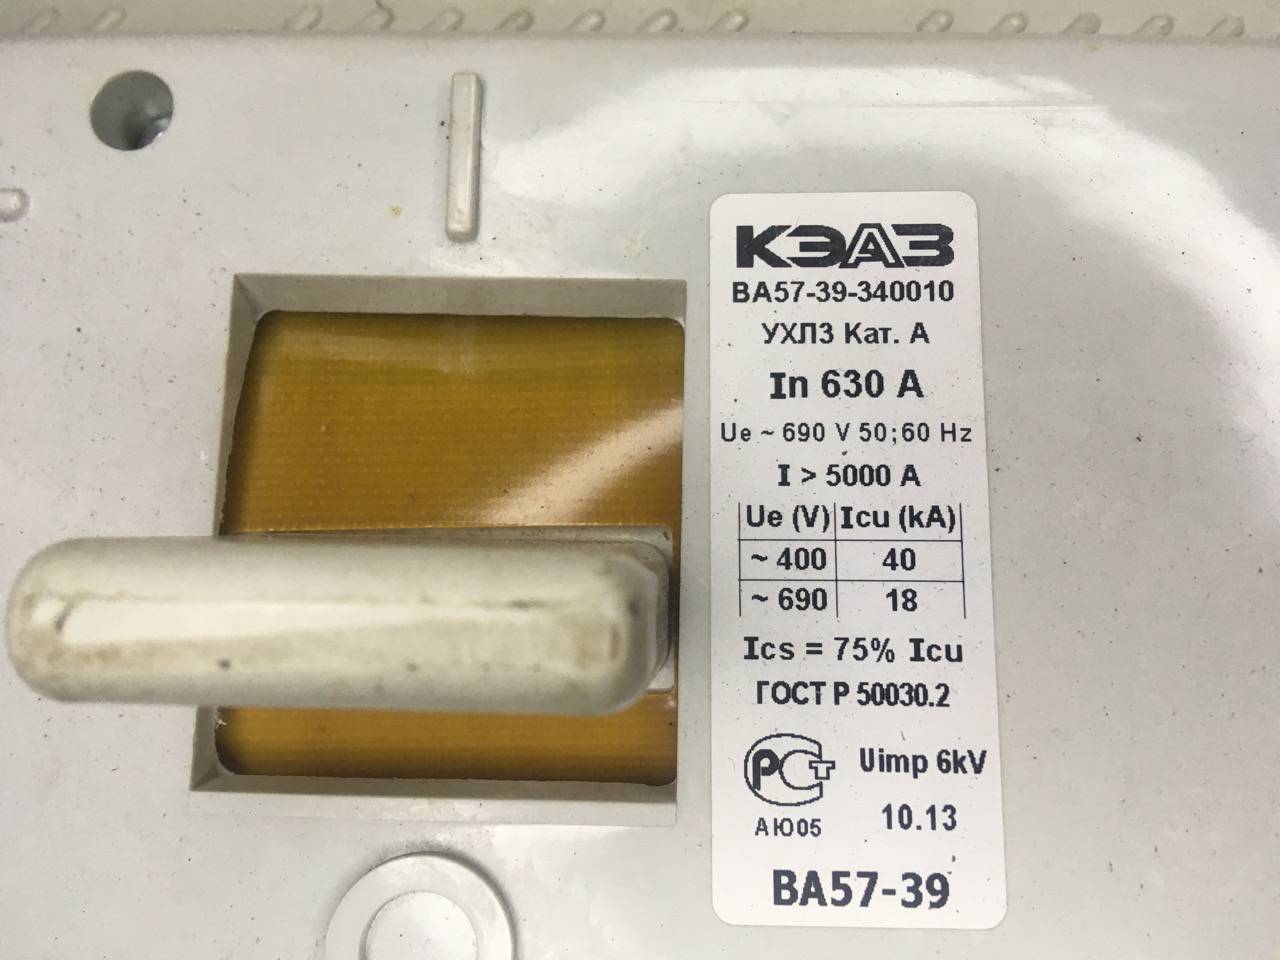 КЭАЗ
ВА57-39-340010
УХЛ3 Кат. А
In 630 A
Ue ~ 690 V 50;60 Hz
I > 5000 A
Ue (V) Icu (kA)
~ 400 40
~ 690 18
Ics = 75% Icu
ГОСТ Р 50030.2
РСТ Uimp 6kV
АЮ05 10.13
ВА57-39